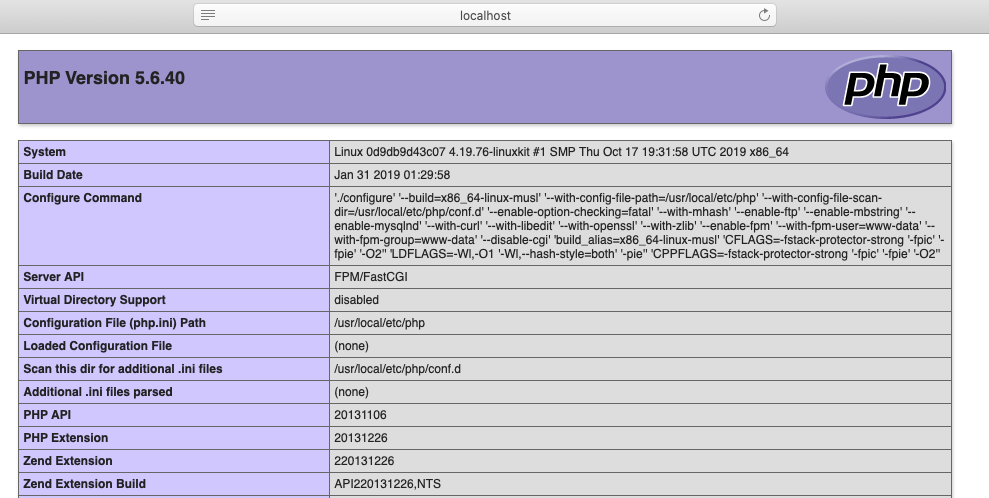 localhost
PHP Version 5.6.40
php
System Linux 0d9db9d43c07 4.19.76-linuxkit #1 SMP Thu Oct 17 19:31:58 UTC 2019 x86_64
Build Date Jan 31 2019 01:29:58
Configure Command './configure' '--build=x86_64-linux-musl' '--with-config-file-path=/usr/local/etc/php' '--with-config-file-scan-
dir=/usr/local/etc/php/conf.d' '--enable-option-checking=fatal' '--with-mhash' '--enable-ftp' '--enable-mbstring' '--
enable-mysqlnd' '--with-curl' '--with-libedit' '--with-openssl' '--with-zlib' '--enable-fpm' '--with-fpm-user=www-data' '--
with-fpm-group=www-data' '--disable-cgi' 'build_alias=x86_64-linux-musl' 'CFLAGS=-fstack-protector-strong '-fpic' '-
fpie' '-O2'' 'LDFLAGS=-Wl,-O1 '-Wl,--hash-style=both' '-pie'' 'CPPFLAGS=-fstack-protector-strong '-fpic' '-fpie' '-O2''
Server API FPM/FastCGI
Virtual Directory Support disabled
Configuration File (php.ini) Path /usr/local/etc/php
Loaded Configuration File (none)
Scan this dir for additional .ini files /usr/local/etc/php/conf.d
Additional .ini files parsed (none)
PHP API 20131106
PHP Extension 20131226
Zend Extension 220131226
Zend Extension Build API220131226,NTS